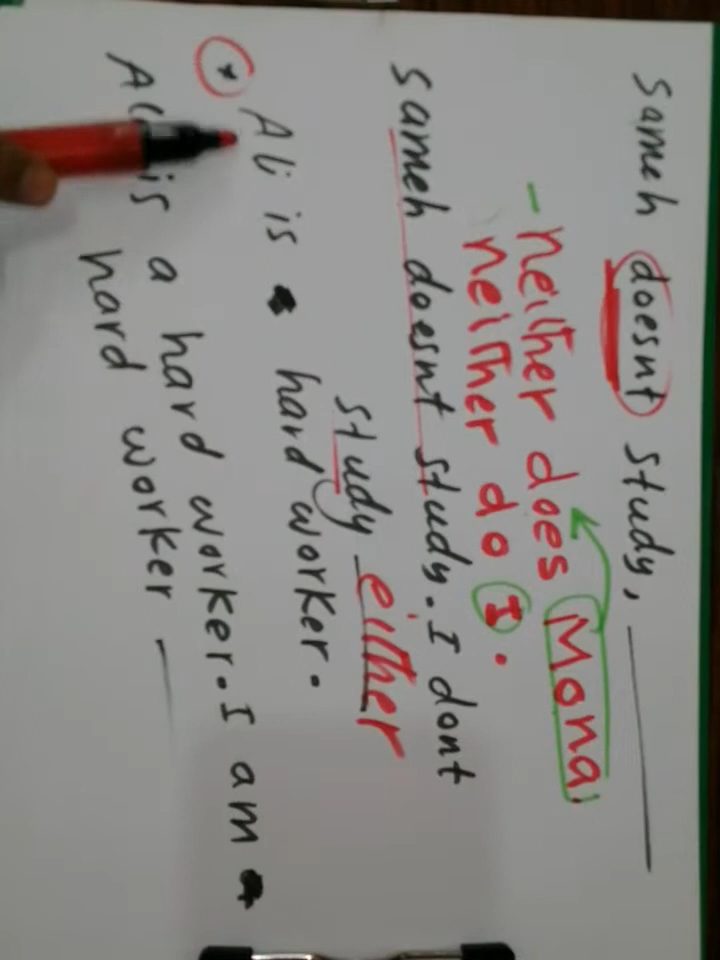 Sameh doesnt study, ________
- neither does Mona
neither do I.
Sameh doesnt study. I dont
study either
* Ali is hard worker.
Ali is a hard worker. I am
hard worker ___